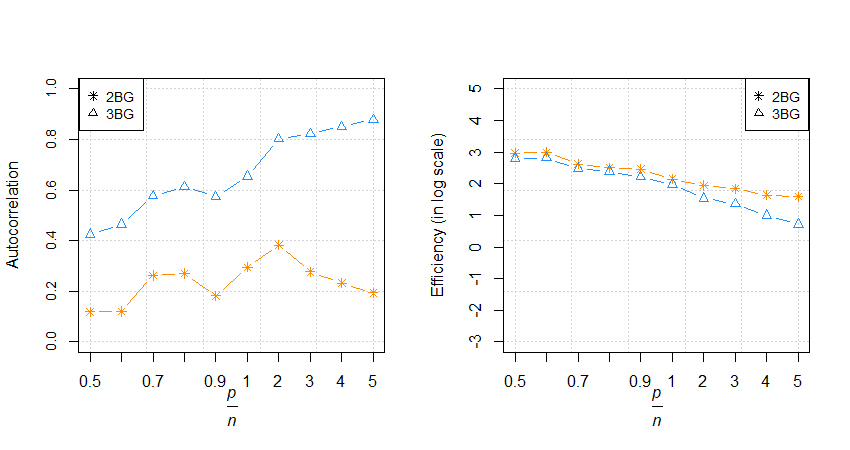 Autocorrelation
1.0
0.8
0.6
0.4
0.2
0.0
2BG
3BG
0.5 0.7 0.9 1 2 3 4 5
p
n
Efficiency (in log scale)
5
4
3
2
1
0
-1
-2
-3
2BG
3BG
0.5 0.7 0.9 1 2 3 4 5
p
n